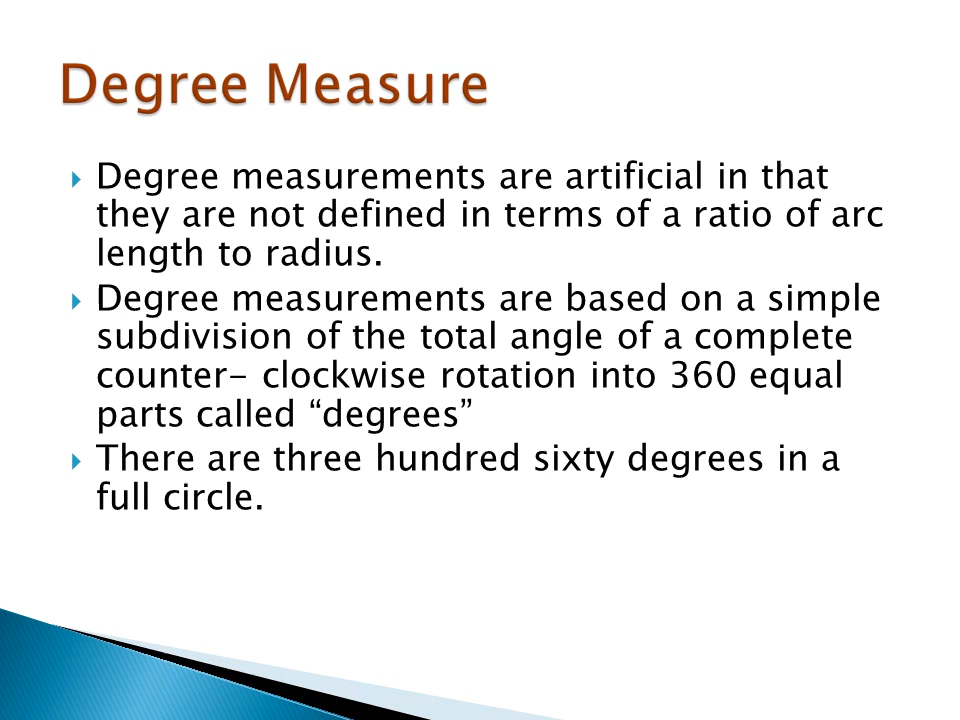 Degree Measure
Degree measurements are artificial in that
they are not defined in terms of a ratio of arc
length to radius.
Degree measurements are based on a simple
subdivision of the total angle of a complete
counter- clockwise rotation into 360 equal
parts called “degrees”
There are three hundred sixty degrees in a
full circle.